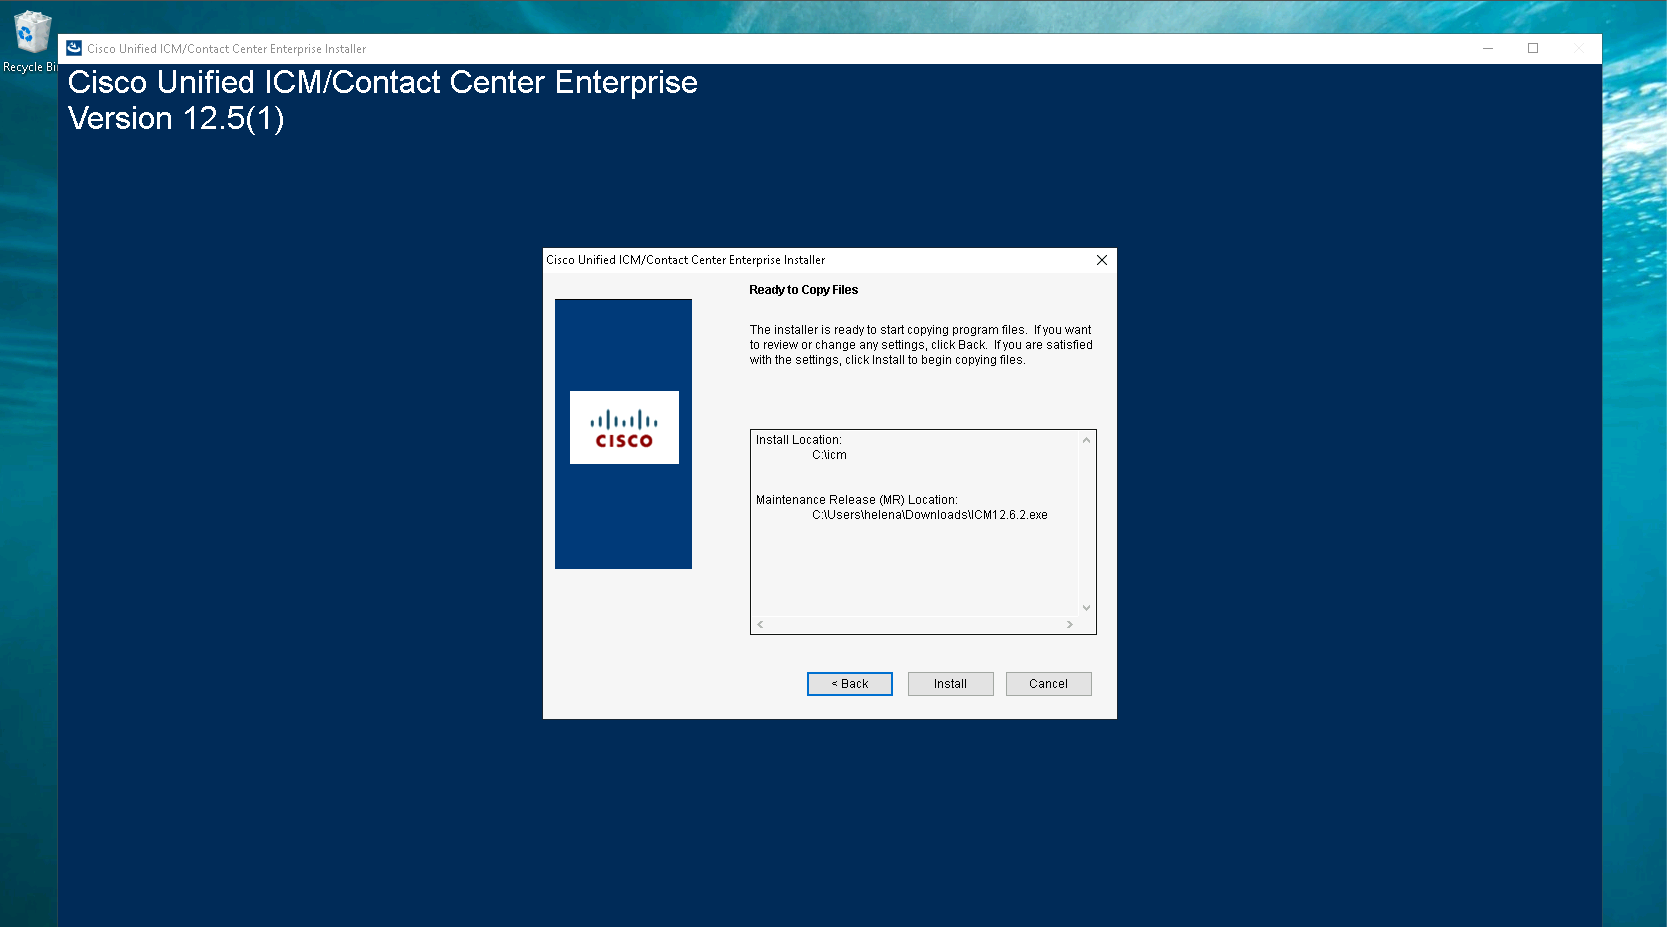 Recycle Bi
Cisco Unified ICM/Contact Center Enterprise Installer
Cisco Unified ICM/Contact Center Enterprise
Version 12.5(1)
Cisco Unified ICM/Contact Center Enterprise Installer
Ready to Copy Files
The installer is ready to start copying program files. If you want
to review or change any settings, click Back. If you are satisfied
with the settings, click Install to begin copying files.
CISCO
Install Location:
C:\icm
Maintenance Release (MR) Location:
C:\Users\helena\Downloads\ICM12.6.2.exe
< Back
Install
Cancel